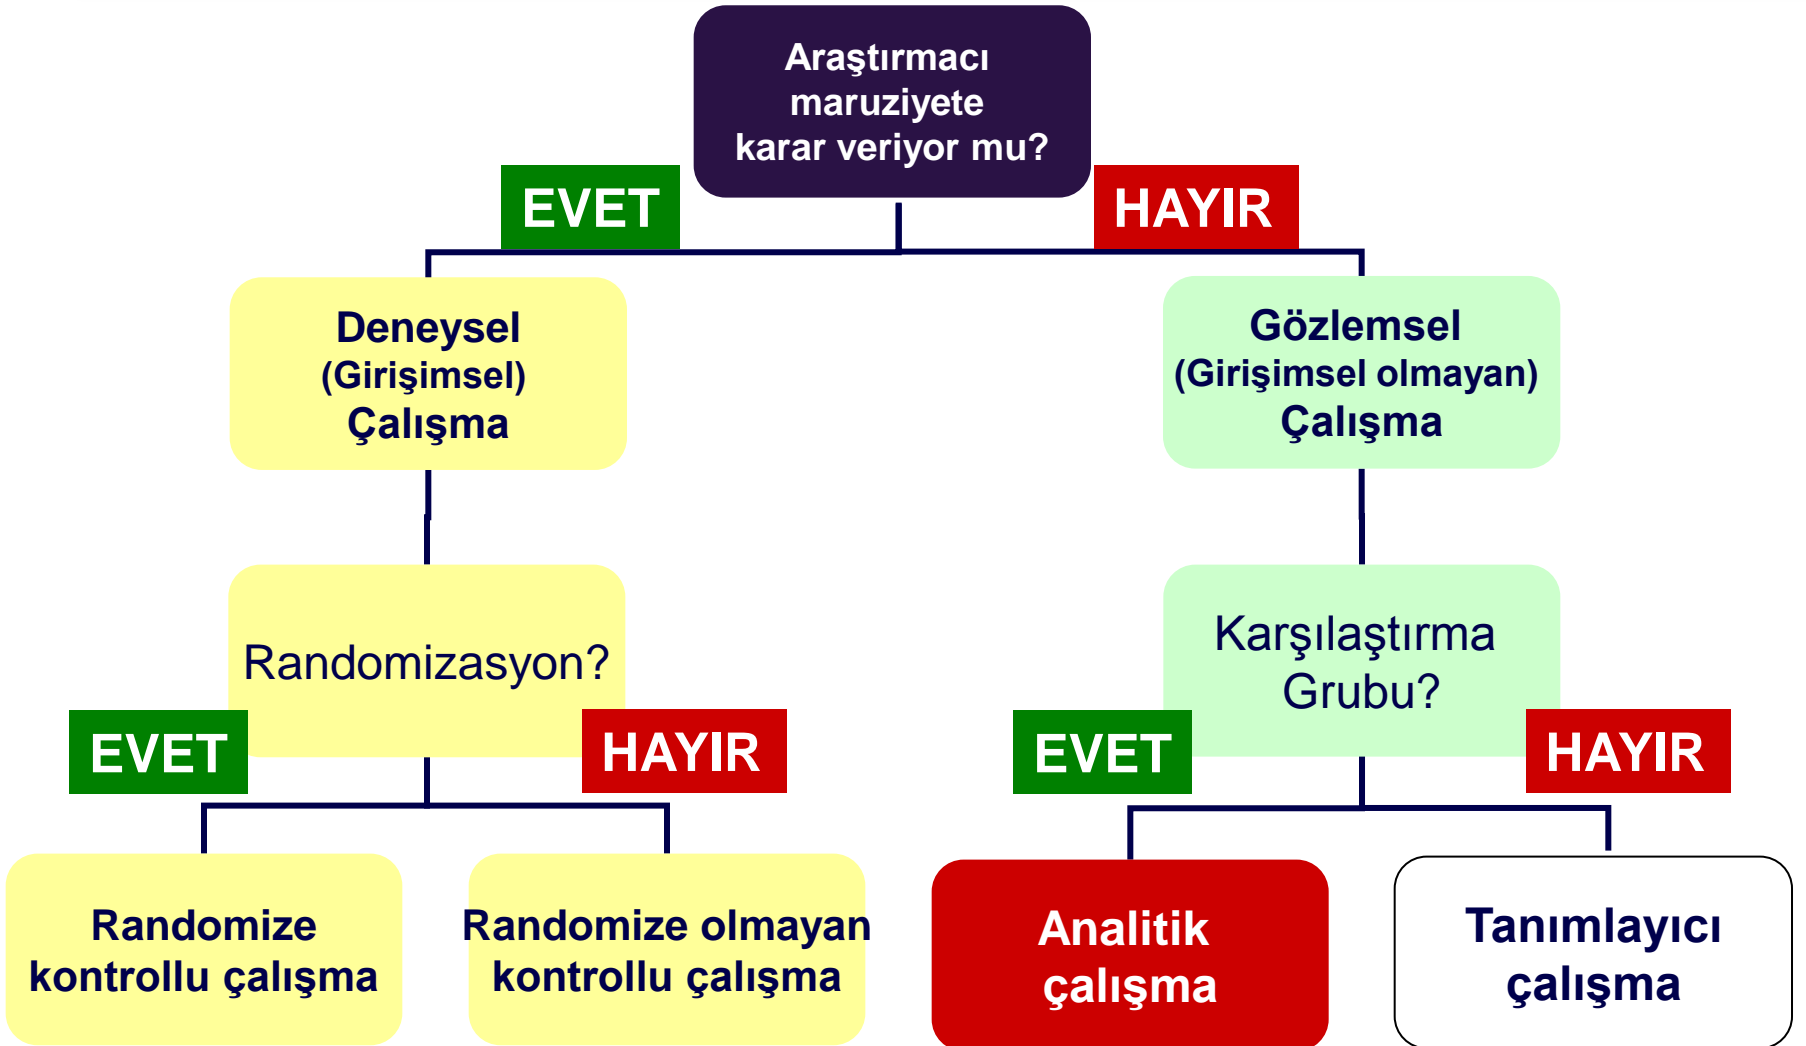 Araştırmacı
maruziyete
karar veriyor mu?
EVET
HAYIR
Deneysel
(Girişimsel)
Çalışma
Gözlemsel
(Girişimsel olmayan)
Çalışma
Randomizasyon?
Karşılaştırma
Grubu?
EVET
HAYIR
EVET
HAYIR
Randomize
kontrollu çalışma
Randomize olmayan
kontrollu çalışma
Analitik
çalışma
Tanımlayıcı
çalışma